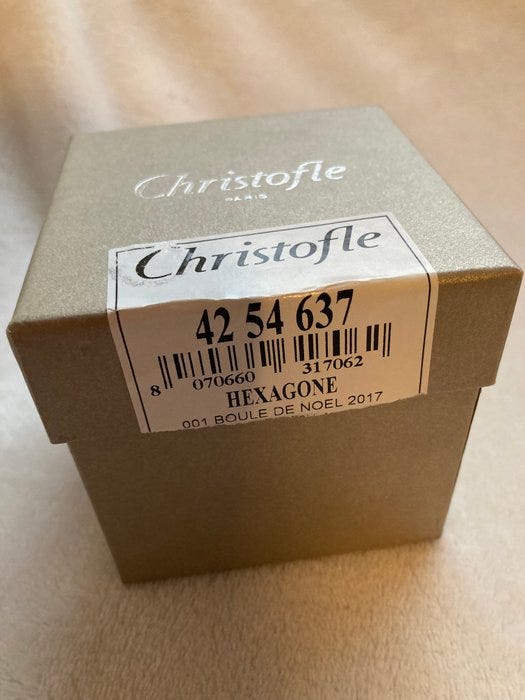 Christofle
PARIS
Christofle
42 54 637
8 070660 317062
HEXAGONE
001 BOULE DE NOEL 2017